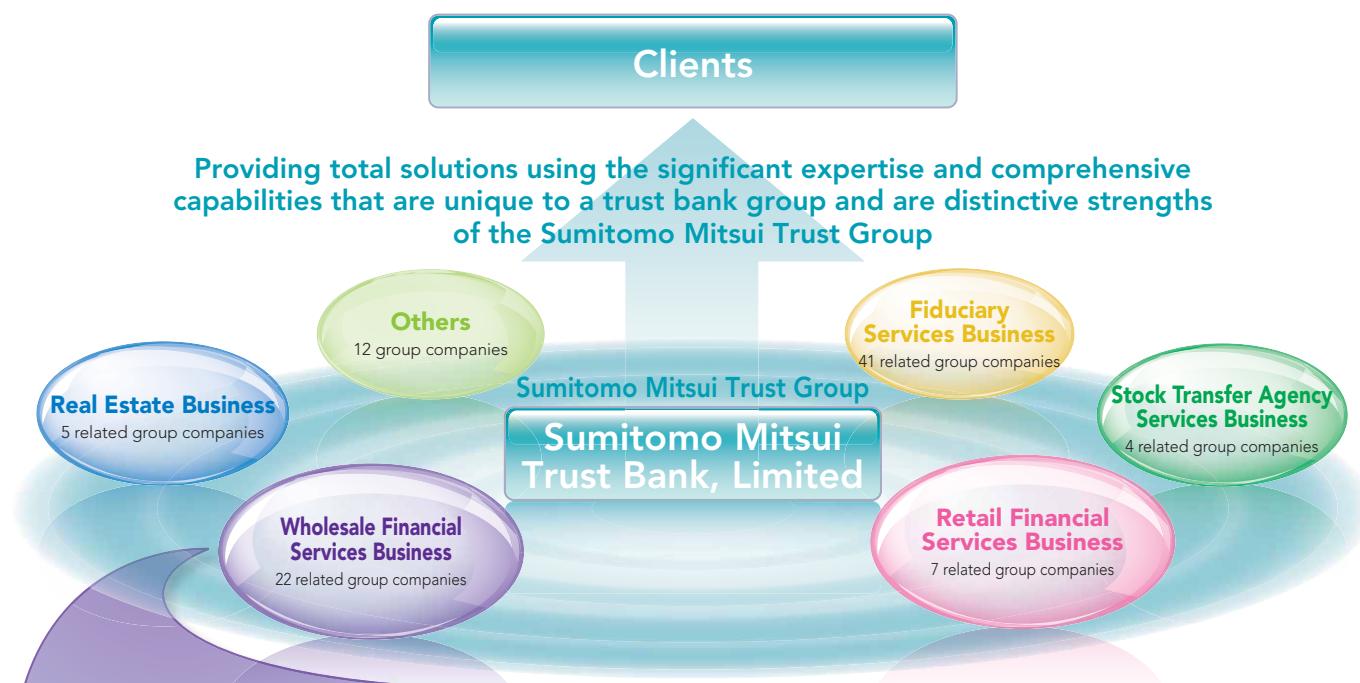 Clients
Providing total solutions using the significant expertise and comprehensive
capabilities that are unique to a trust bank group and are distinctive strengths
of the Sumitomo Mitsui Trust Group
Others
12 group companies
Fiduciary
Services Business
41 related group companies
Real Estate Business
5 related group companies
Sumitomo Mitsui Trust Group
Sumitomo Mitsui
Trust Bank, Limited
Stock Transfer Agency
Services Business
4 related group companies
Wholesale Financial
Services Business
22 related group companies
Retail Financial
Services Business
7 related group companies